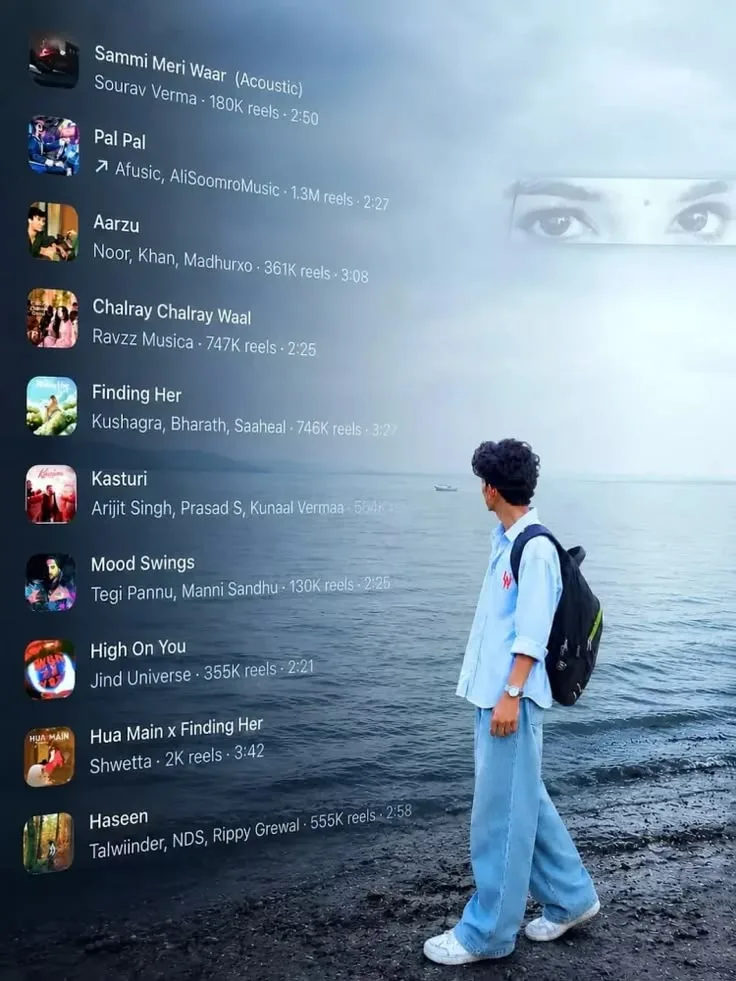 Sammi Meri Waar (Acoustic)
Sourav Verma · 180K reels · 2:50
Pal Pal
↗ Afusic, AliSoomroMusic · 1.3M reels · 2:27
Aarzu
Noor, Khan, Madhurxo · 361K reels · 3:08
Chalray Chalray Waal
Ravzz Musica · 747K reels · 2:25
Finding Her
Kushagra, Bharath, Saaheal · 746K reels · 3:27
Kasturi
Arijit Singh, Prasad S, Kunaal Vermaa ·
Mood Swings
Tegi Pannu, Manni Sandhu · 130K reels · 2:25
High On You
Jind Universe · 355K reels · 2:21
HUA MAIN
Hua Main x Finding Her
Shwetta · 2K reels · 3:42
Haseen
Talwiinder, NDS, Rippy Grewal · 555K reels · 2:58